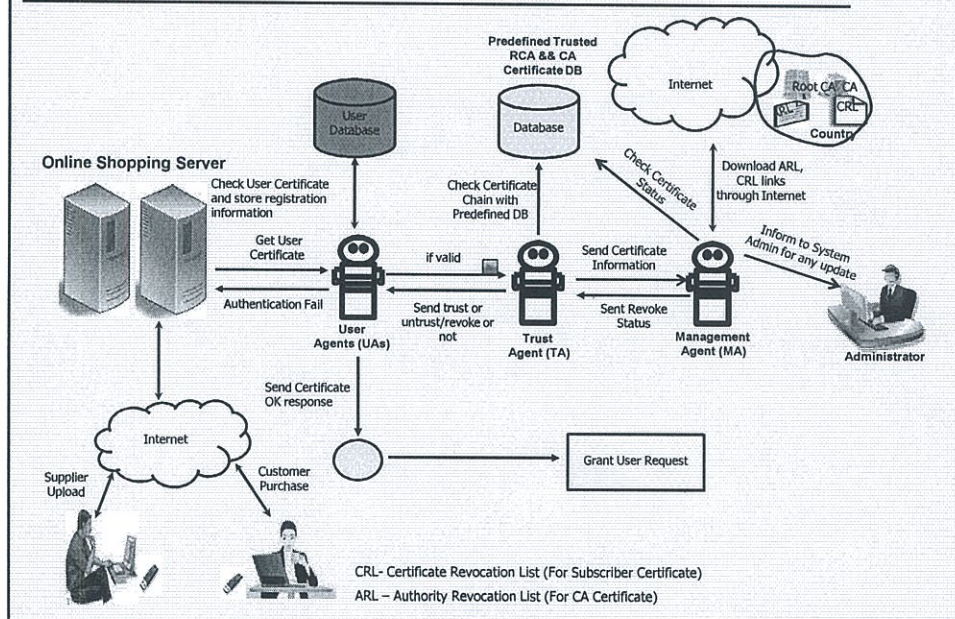 Predefined Trusted
RCA && CA
Certificate DB
Internet
Root CA CA
ARL
CRL
Country
User
Database
Database
Online Shopping Server
Check User Certificate
and store registration
information
Check Certificate
Chain with
Predefined DB
Check Certificate
Status
Download ARL,
CRL links
through Internet
Inform to System
Admin for any update
Get User
Certificate
if valid
Send Certificate
Information
Authentication Fail
Send trust or
untrust/revoke or
not
Sent Revoke
Status
User
Agents (UAs)
Trust
Agent (TA)
Management
Agent (MA)
Administrator
Send Certificate
OK response
Internet
Grant User Request
Supplier
Upload
Customer
Purchase
CRL- Certificate Revocation List (For Subscriber Certificate)
ARL – Authority Revocation List (For CA Certificate)